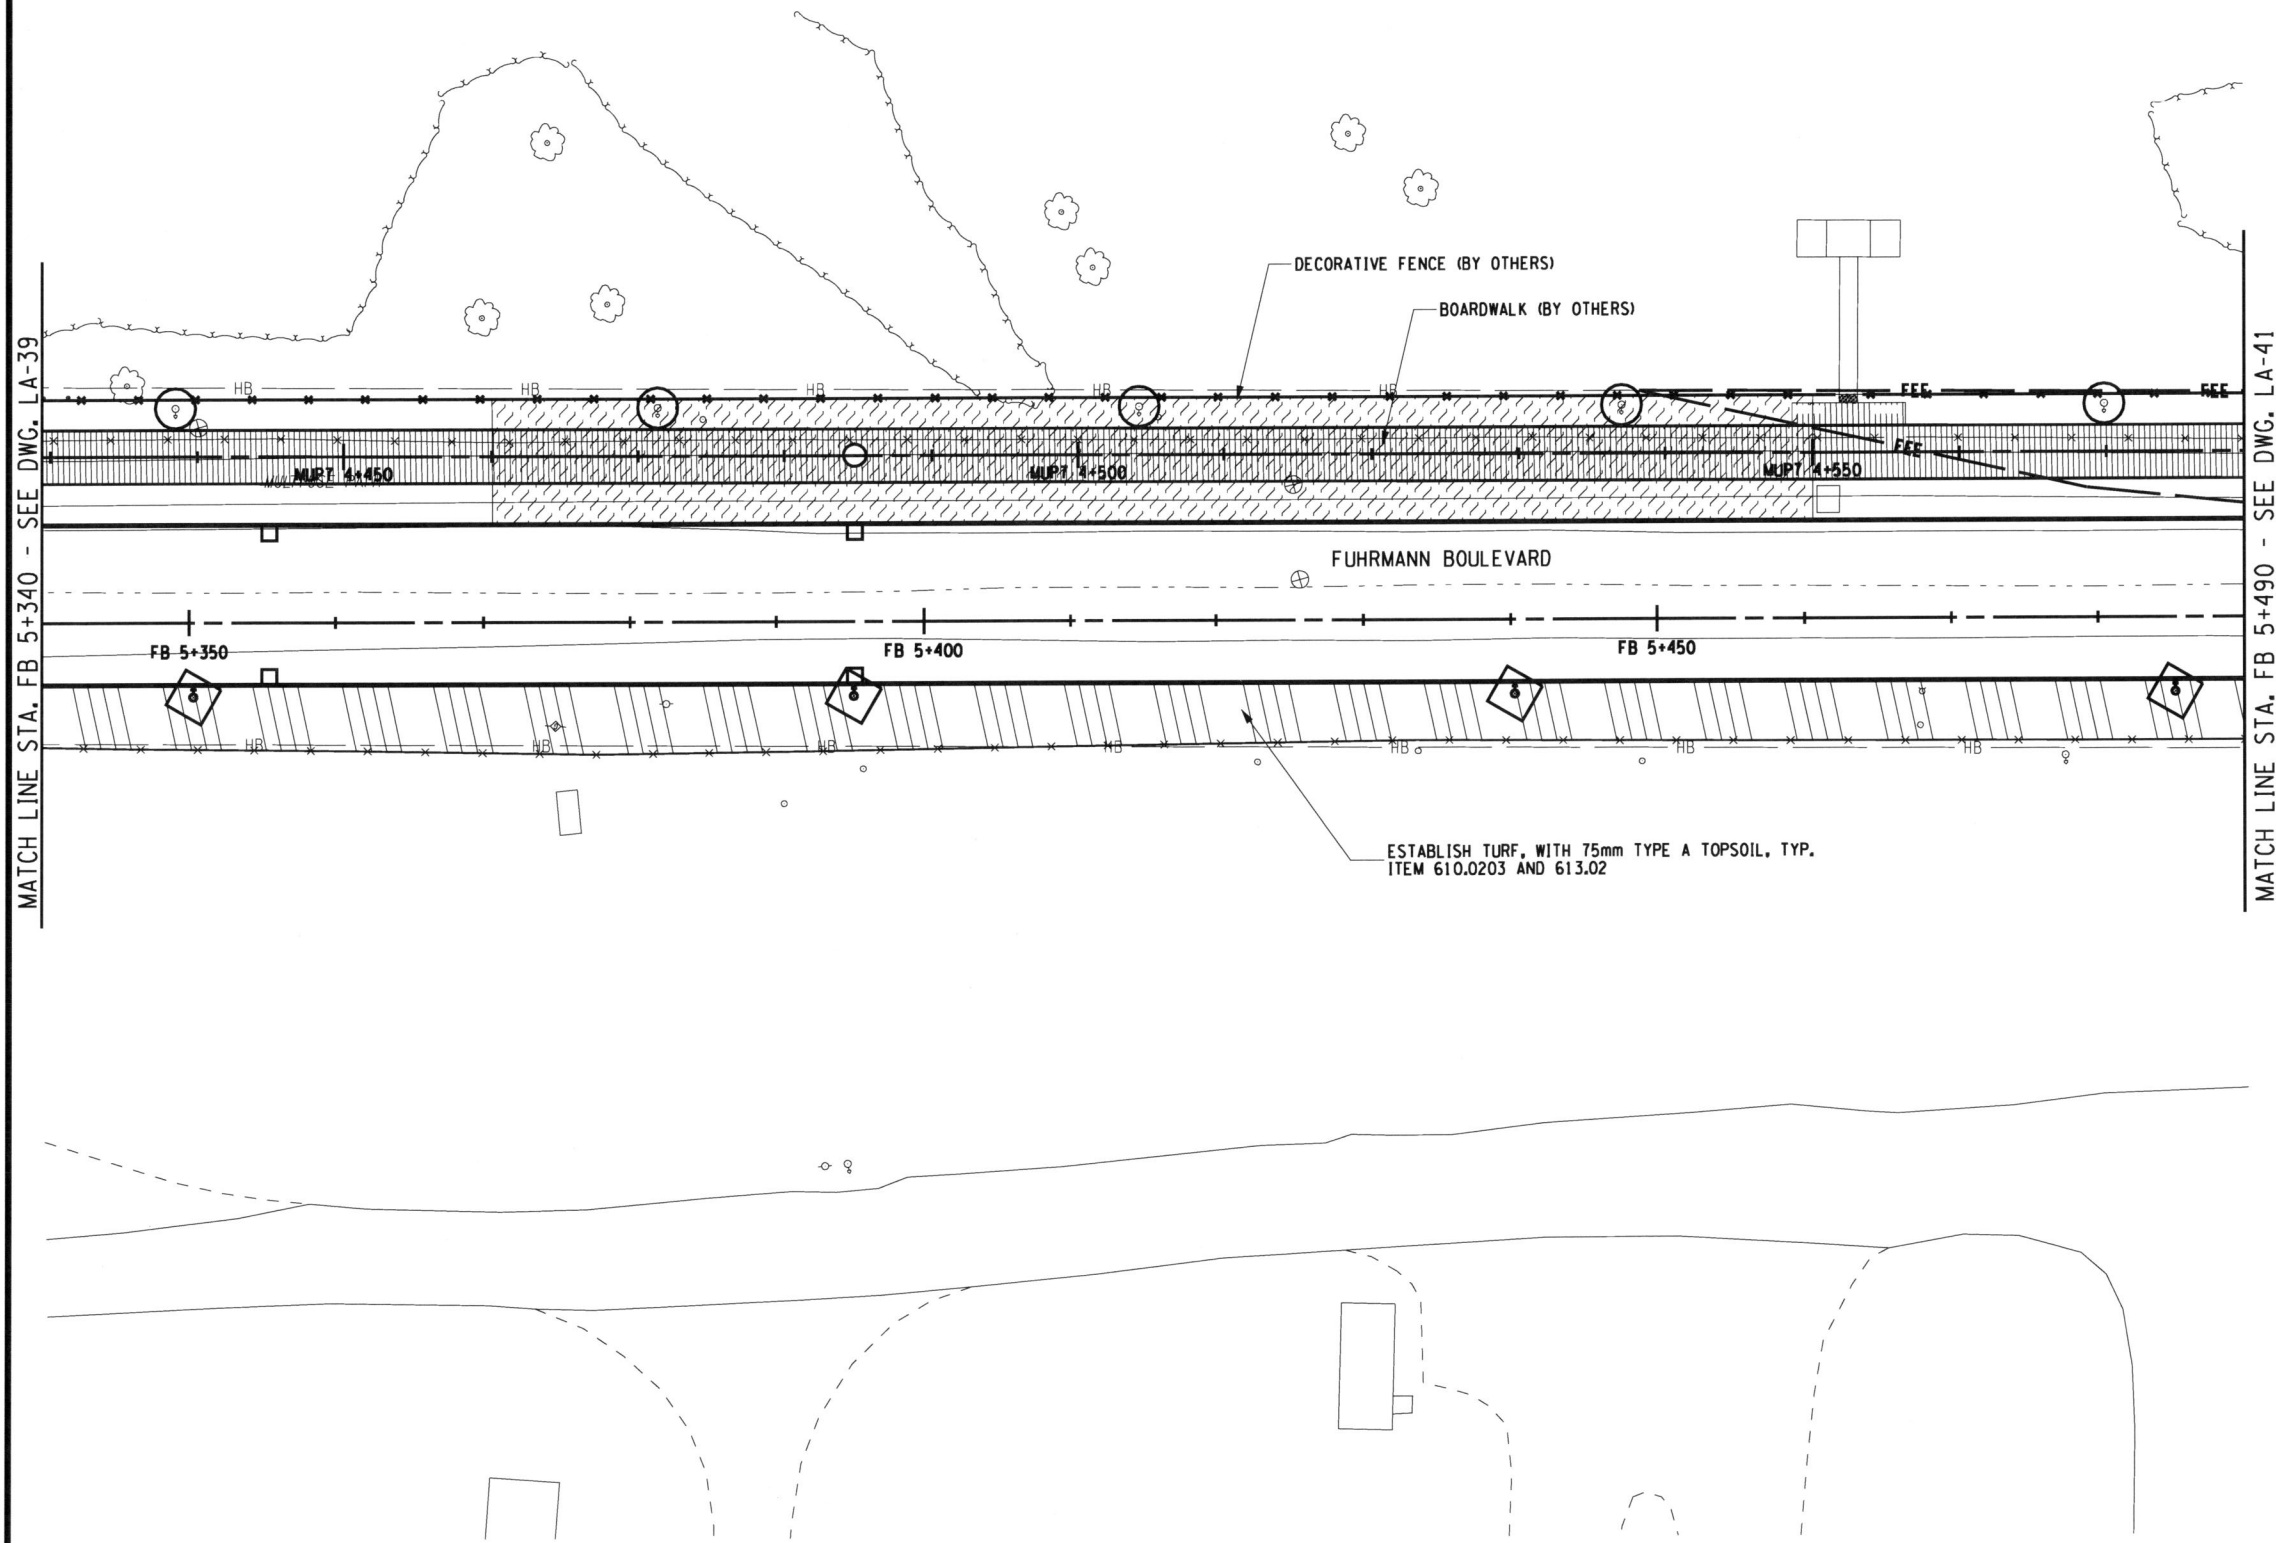 DECORATIVE FENCE (BY OTHERS)
BOARDWALK (BY OTHERS)
MATCH LINE STA. FB 5+340 - SEE DWG. LA-39
MATCH LINE STA. FB 5+490 - SEE DWG. LA-41
HB
HB
HB
HB
HB
FEE
FEE
FEE
MUP7 4+450
MUP7 4+500
MUP7 4+550
FUHRMANN BOULEVARD
FB 5+350
FB 5+400
FB 5+450
HB
HB
HB
HB
HB
HB
HB
ESTABLISH TURF, WITH 75mm TYPE A TOPSOIL, TYP.
ITEM 610.0203 AND 613.02